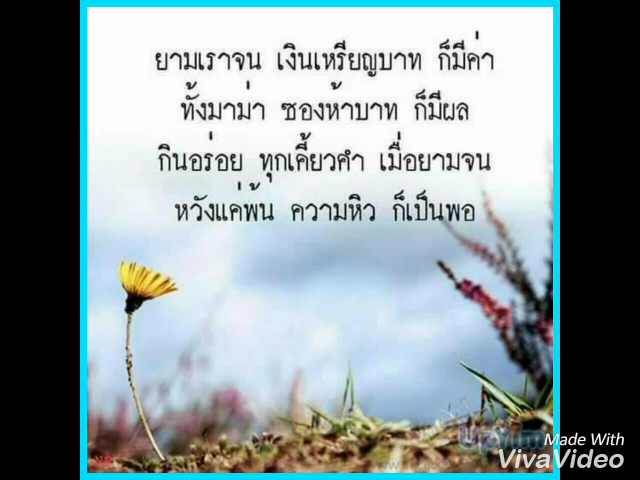 ยามเราจน เงินเหรียญบาท ก็มีค่า
ทั้งมาม่า ซองห้าบาท ก็มีผล
กินอร่อย ทุกเคี้ยวคำ เมื่อยามจน
หวังแค่พ้น ความหิว ก็เป็นพอ
Made With
VivaVideo